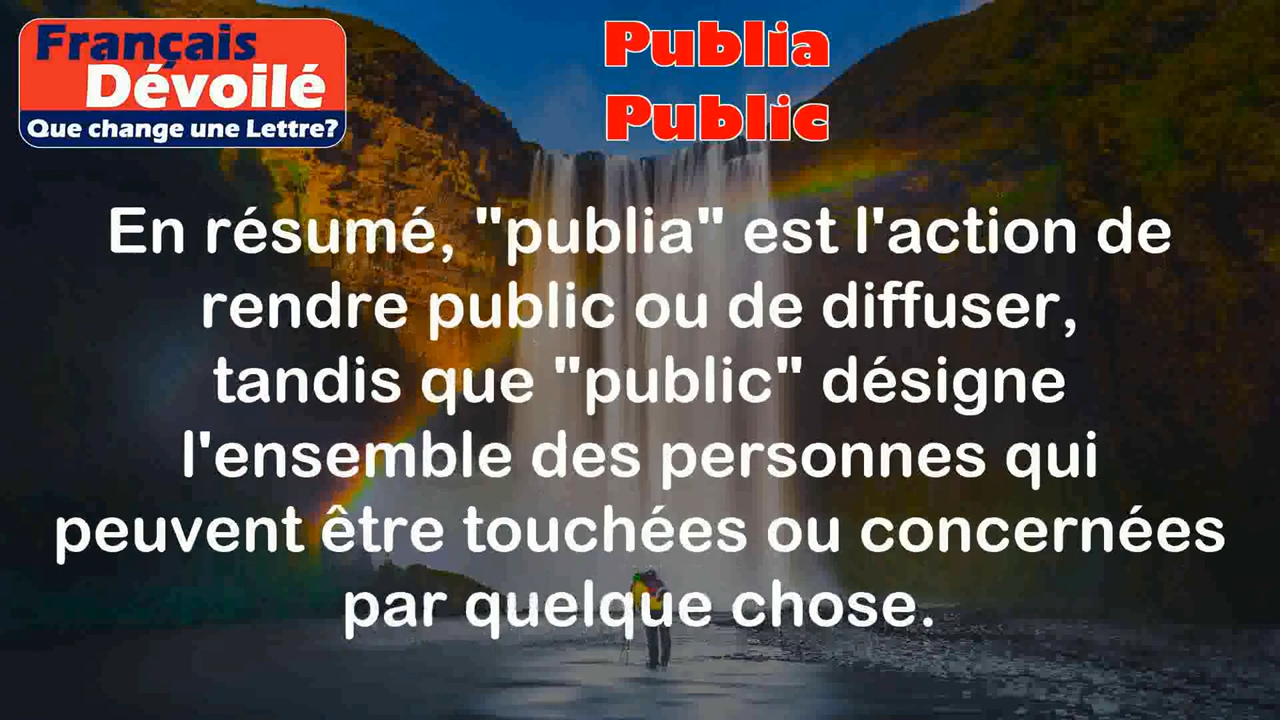 Français
Dévoilé
Que change une Lettre?
Publia
Public
En résumé, "publia" est l'action de
rendre public ou de diffuser,
tandis que "public" désigne
l'ensemble des personnes qui
peuvent être touchées ou concernées
par quelque chose.